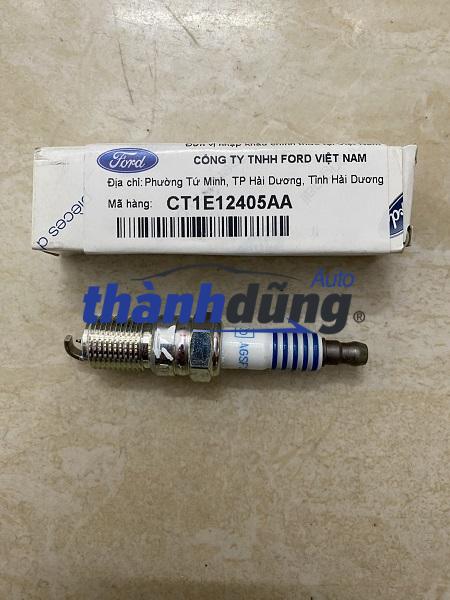 Ford
CÔNG TY TNHH FORD VIỆT NAM
Địa chỉ: Phường Tứ Minh, TP Hải Dương, Tỉnh Hải Dương
Mã hàng: CT1E12405AA
pièces d
Auto
thànhdũng®
AGSF